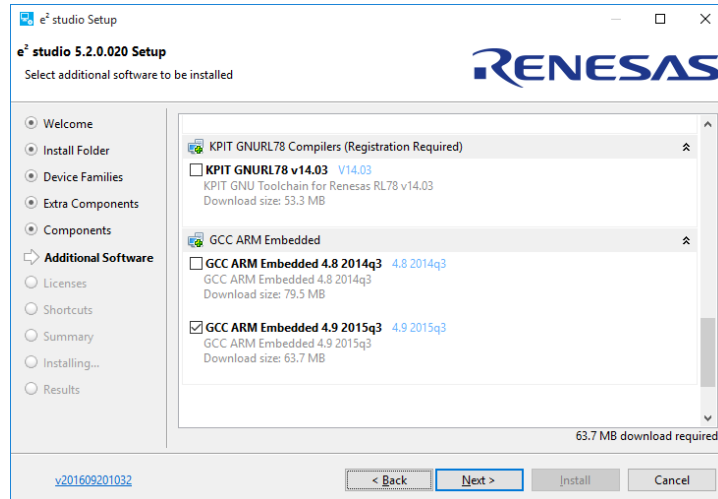 e² studio Setup
e² studio 5.2.0.020 Setup
Select additional software to be installed
RENESAS
Welcome
Install Folder
Device Families
Extra Components
Components
Additional Software
Licenses
Shortcuts
Summary
Installing...
Results
KPIT GNURL78 Compilers (Registration Required)
KPIT GNURL78 v14.03 V14.03
KPIT GNU Toolchain for Renesas RL78 v14.03
Download size: 53.3 MB
GCC ARM Embedded
GCC ARM Embedded 4.8 2014q3 4.8 2014q3
GCC ARM Embedded 4.8 2014q3
Download size: 79.5 MB
GCC ARM Embedded 4.9 2015q3 4.9 2015q3
GCC ARM Embedded 4.9 2015q3
Download size: 63.7 MB
63.7 MB download required
v201609201032
< Back
Next >
Install
Cancel